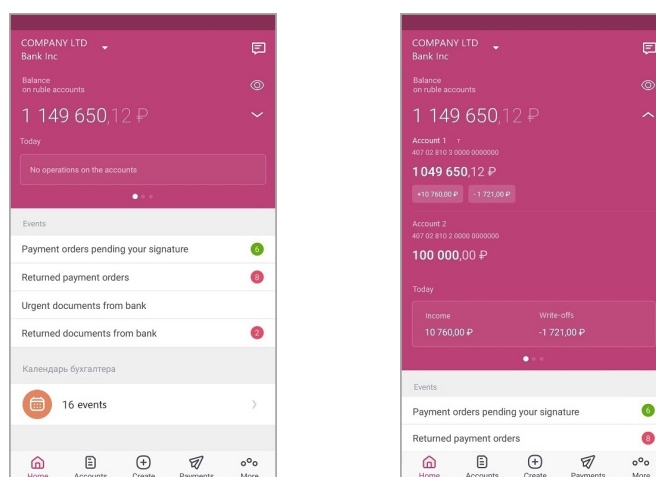 COMPANY LTD
Bank Inc
Balance
on ruble accounts
1 149 650,12 ₽
Today
No operations on the accounts
Events
Payment orders pending your signature 6
Returned payment orders 8
Urgent documents from bank
Returned documents from bank 2
Календарь бухгалтера
16 events
Home Accounts Create Payments More
COMPANY LTD
Bank Inc
Balance
on ruble accounts
1 149 650,12 ₽
Account 1 т
407 02 810 3 0000 0000000
1 049 650,12 ₽
+10 760,00 ₽ -1 721,00 ₽
Account 2
407 02 810 2 0000 0000000
100 000,00 ₽
Today
Income Write-offs
10 760,00 ₽ -1 721,00 ₽
Events
Payment orders pending your signature 6
Returned payment orders 8
Home Accounts Create Payments More